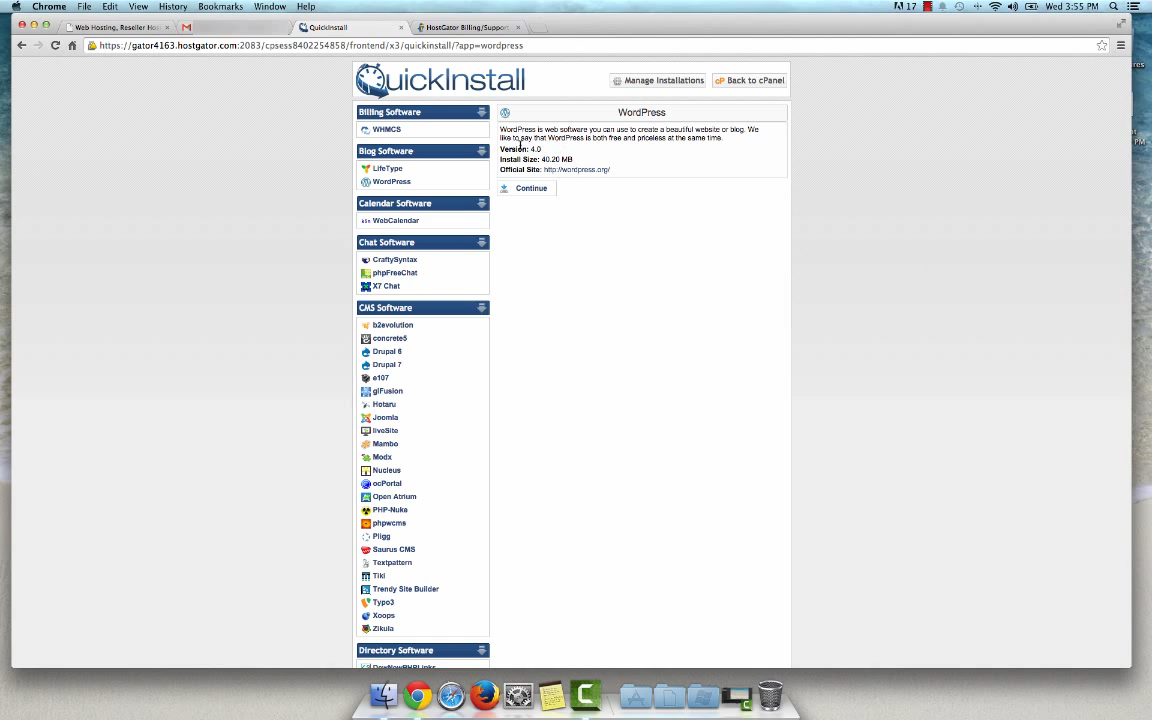 Chrome File Edit View History Bookmarks Window Help
17 Wed 3:55 PM
Web Hosting, Reseller Ho
QuickInstall
HostGator Billing/Support
https://gator4163.hostgator.com:2083/cpsess8402254858/frontend/x3/quickinstall/?app=wordpress
QuickInstall
Manage Installations
cP Back to cPanel
Billing Software
WHMCS
Blog Software
LifeType
WordPress
Calendar Software
WebCalendar
Chat Software
CraftySyntax
phpFreeChat
X7 Chat
CMS Software
b2evolution
concrete5
Drupal 6
Drupal 7
e107
glFusion
Hotaru
Joomla
liveSite
Mambo
Modx
Nucleus
ocPortal
Open Atrium
PHP-Nuke
phpwcms
Pligg
Saurus CMS
Textpattern
Tiki
Trendy Site Builder
Typo3
Xoops
Zikula
Directory Software
WordPress
WordPress is web software you can use to create a beautiful website or blog. We
like to say that WordPress is both free and priceless at the same time.
Version: 4.0
Install Size: 40.20 MB
Official Site: http://wordpress.org/
Continue